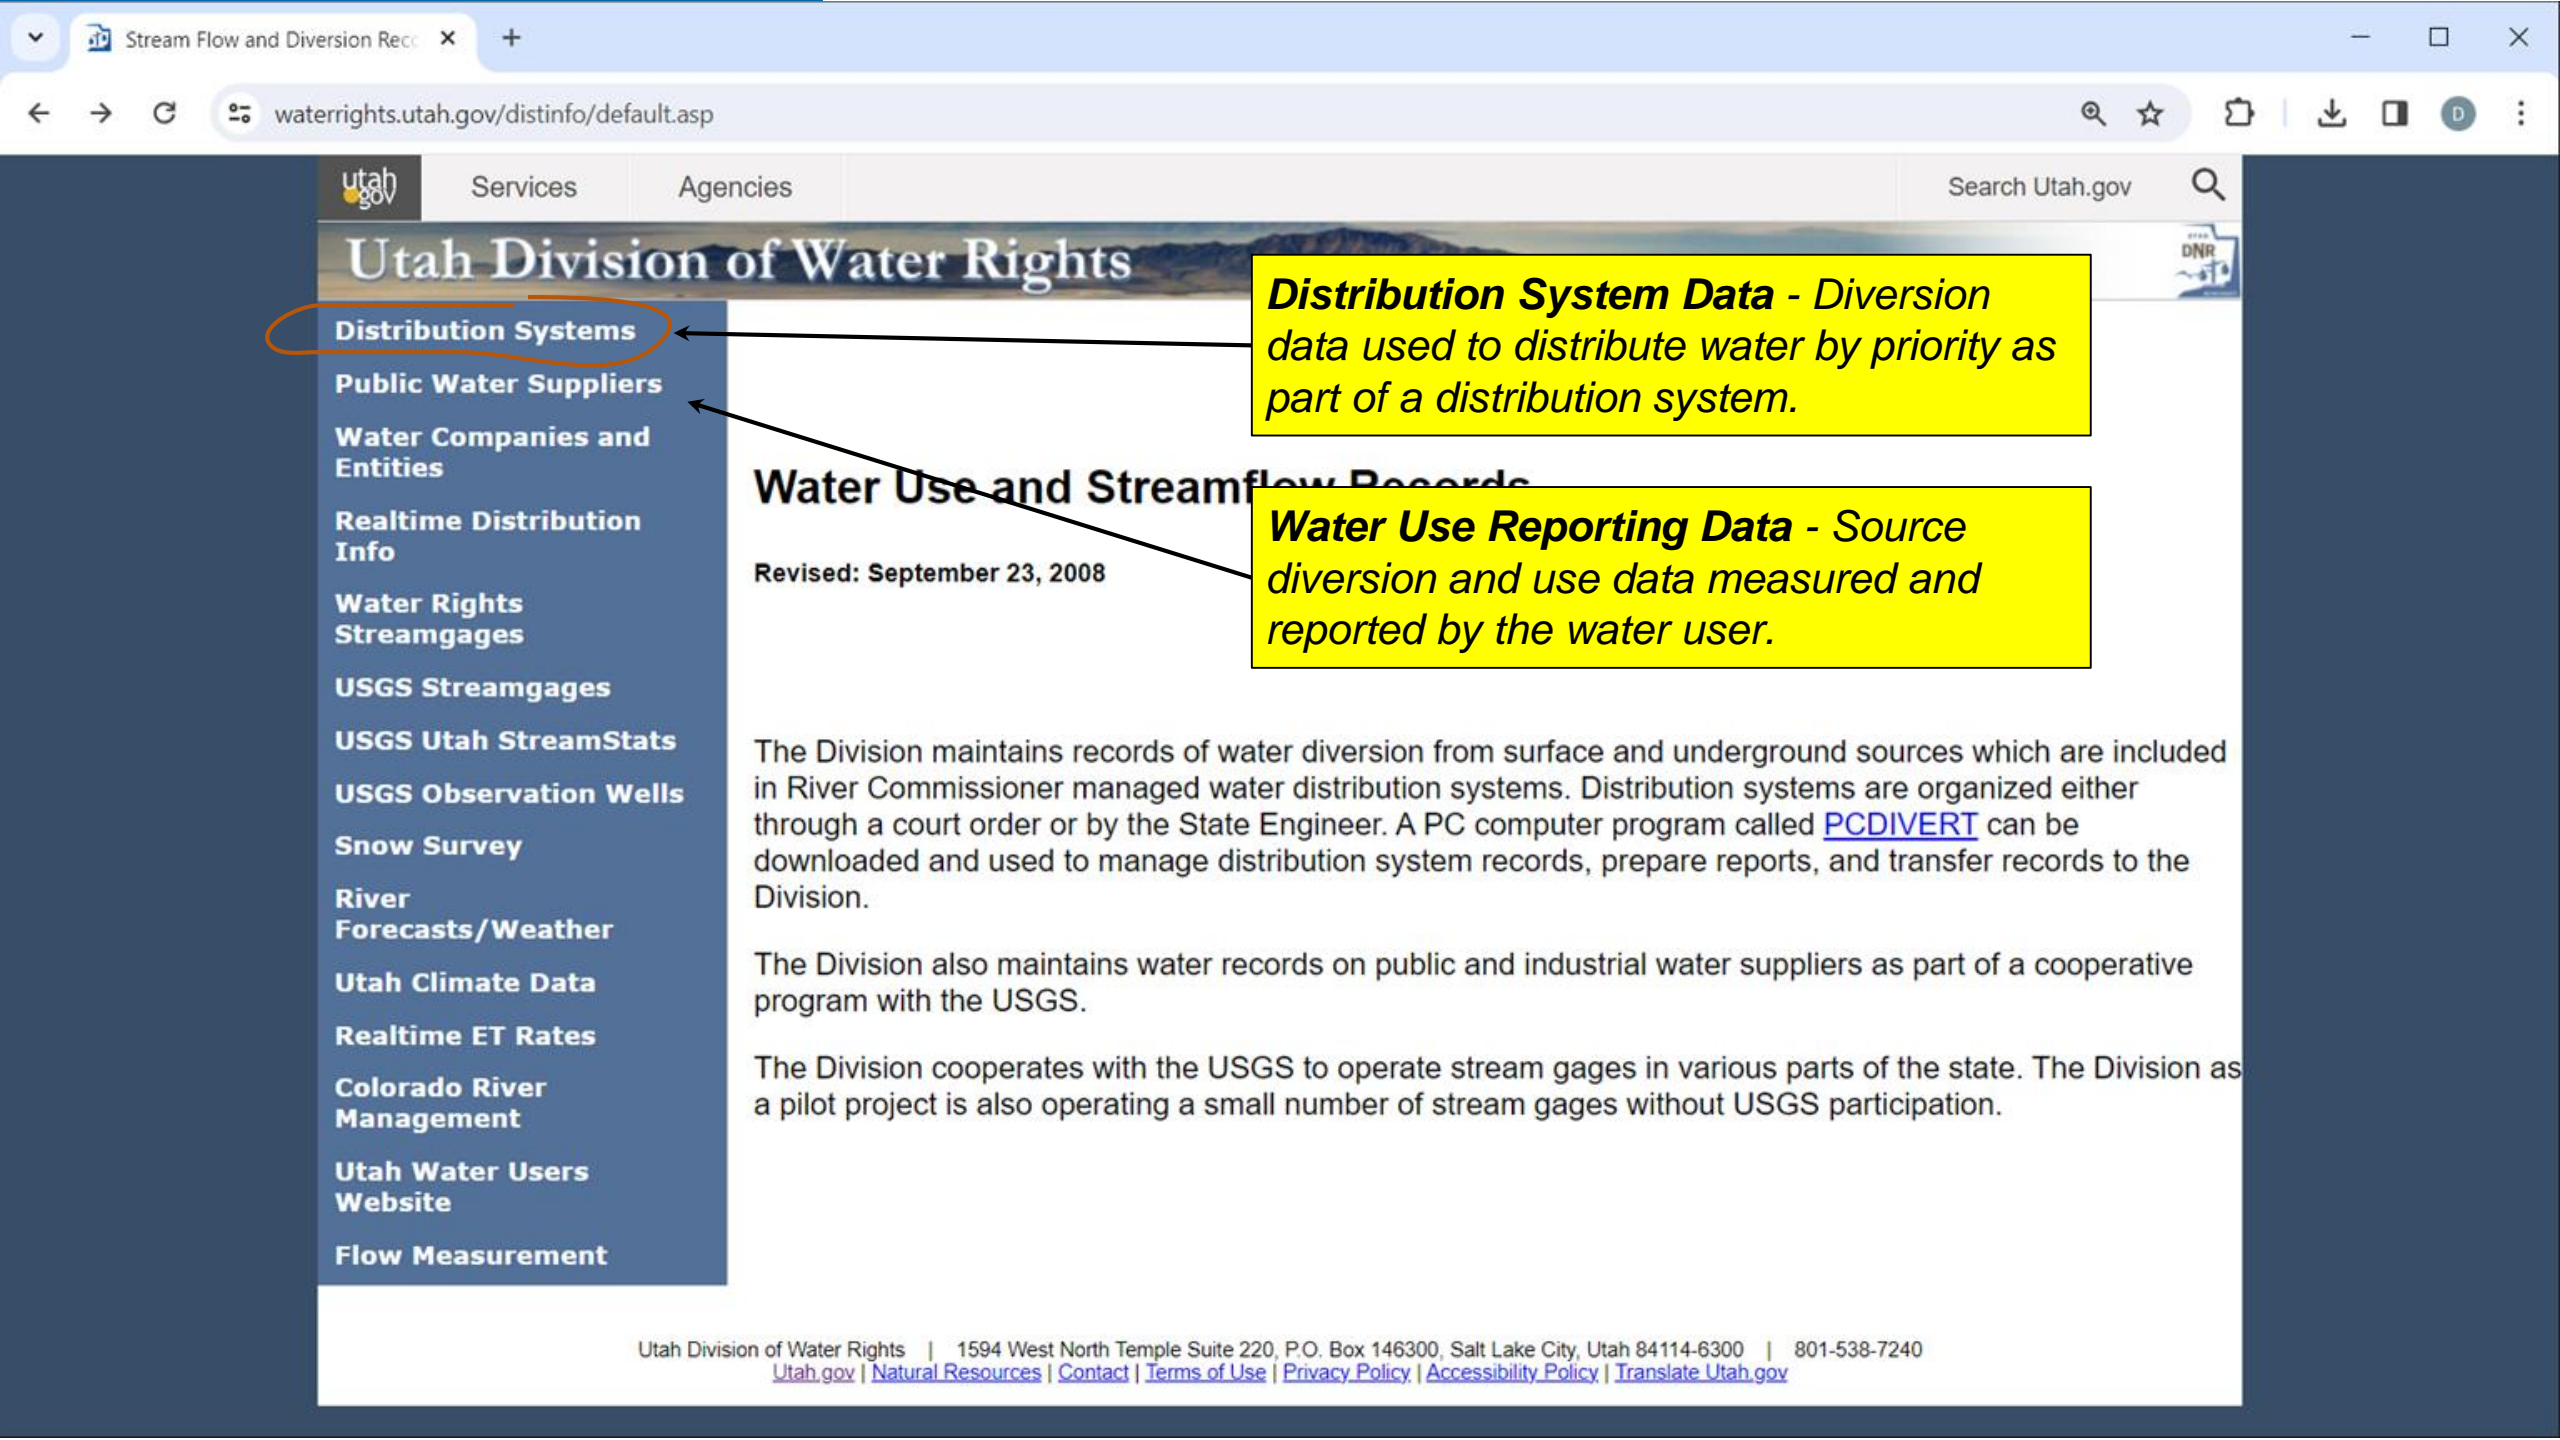 Stream Flow and Diversion Rec
waterrights.utah.gov/distinfo/default.asp
D
utah
gov
Services
Agencies
Search Utah.gov
Utah Division of Water Rights
DNR
Distribution Systems
Public Water Suppliers
Water Companies and
Entities
Realtime Distribution
Info
Water Rights
Streamgages
USGS Streamgages
USGS Utah StreamStats
USGS Observation Wells
Snow Survey
River
Forecasts/Weather
Utah Climate Data
Realtime ET Rates
Colorado River
Management
Utah Water Users
Website
Flow Measurement
Distribution System Data - Diversion
data used to distribute water by priority as
part of a distribution system.
Water Use and Streamflow Records
Revised: September 23, 2008
Water Use Reporting Data - Source
diversion and use data measured and
reported by the water user.
The Division maintains records of water diversion from surface and underground sources which are included
in River Commissioner managed water distribution systems. Distribution systems are organized either
through a court order or by the State Engineer. A PC computer program called PCDIVERT can be
downloaded and used to manage distribution system records, prepare reports, and transfer records to the
Division.
The Division also maintains water records on public and industrial water suppliers as part of a cooperative
program with the USGS.
The Division cooperates with the USGS to operate stream gages in various parts of the state. The Division as
a pilot project is also operating a small number of stream gages without USGS participation.
Utah Division of Water Rights | 1594 West North Temple Suite 220, P.O. Box 146300, Salt Lake City, Utah 84114-6300 | 801-538-7240
Utah.gov | Natural Resources | Contact | Terms of Use | Privacy Policy | Accessibility Policy | Translate Utah.gov